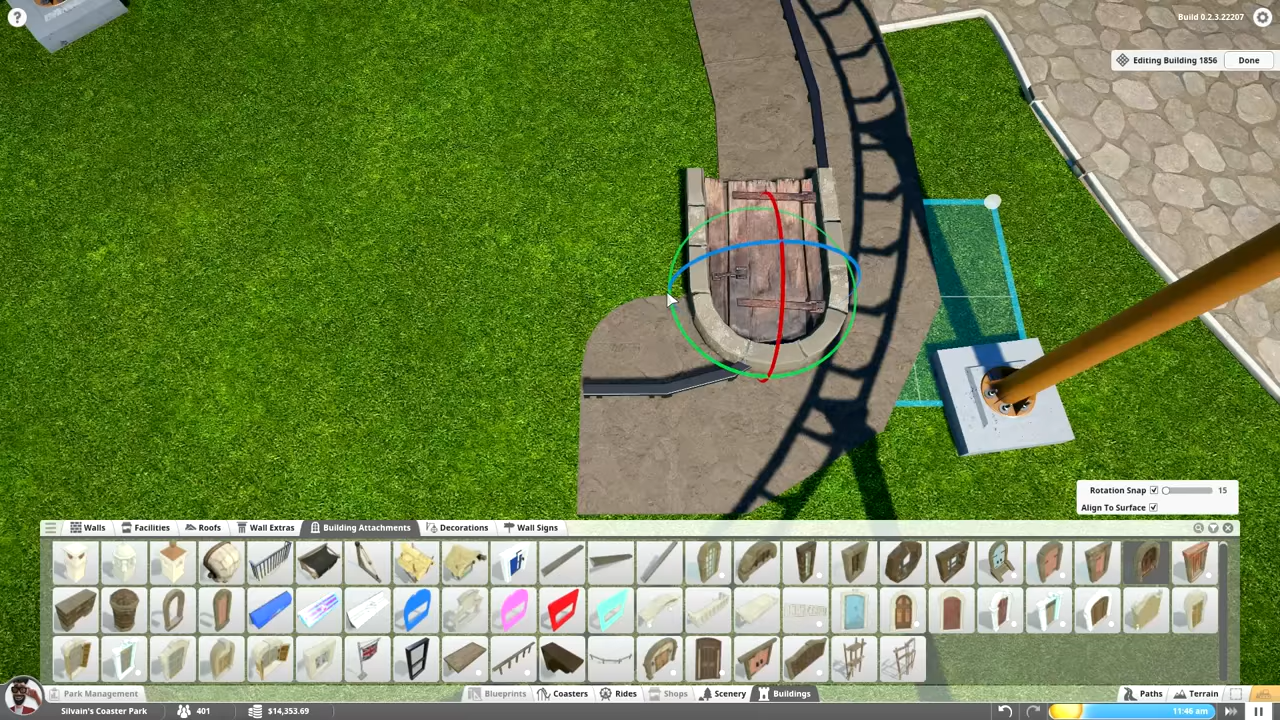 ?
Build 0.2.3.22207
Editing Building 1856
Done
Rotation Snap
15
Align To Surface
Walls
Facilities
Roofs
Wall Extras
Building Attachments
Decorations
Wall Signs
Park Management
Blueprints
Coasters
Rides
Shops
Scenery
Buildings
Paths
Terrain
Silvain's Coaster Park
401
$14,353.69
11:46 am